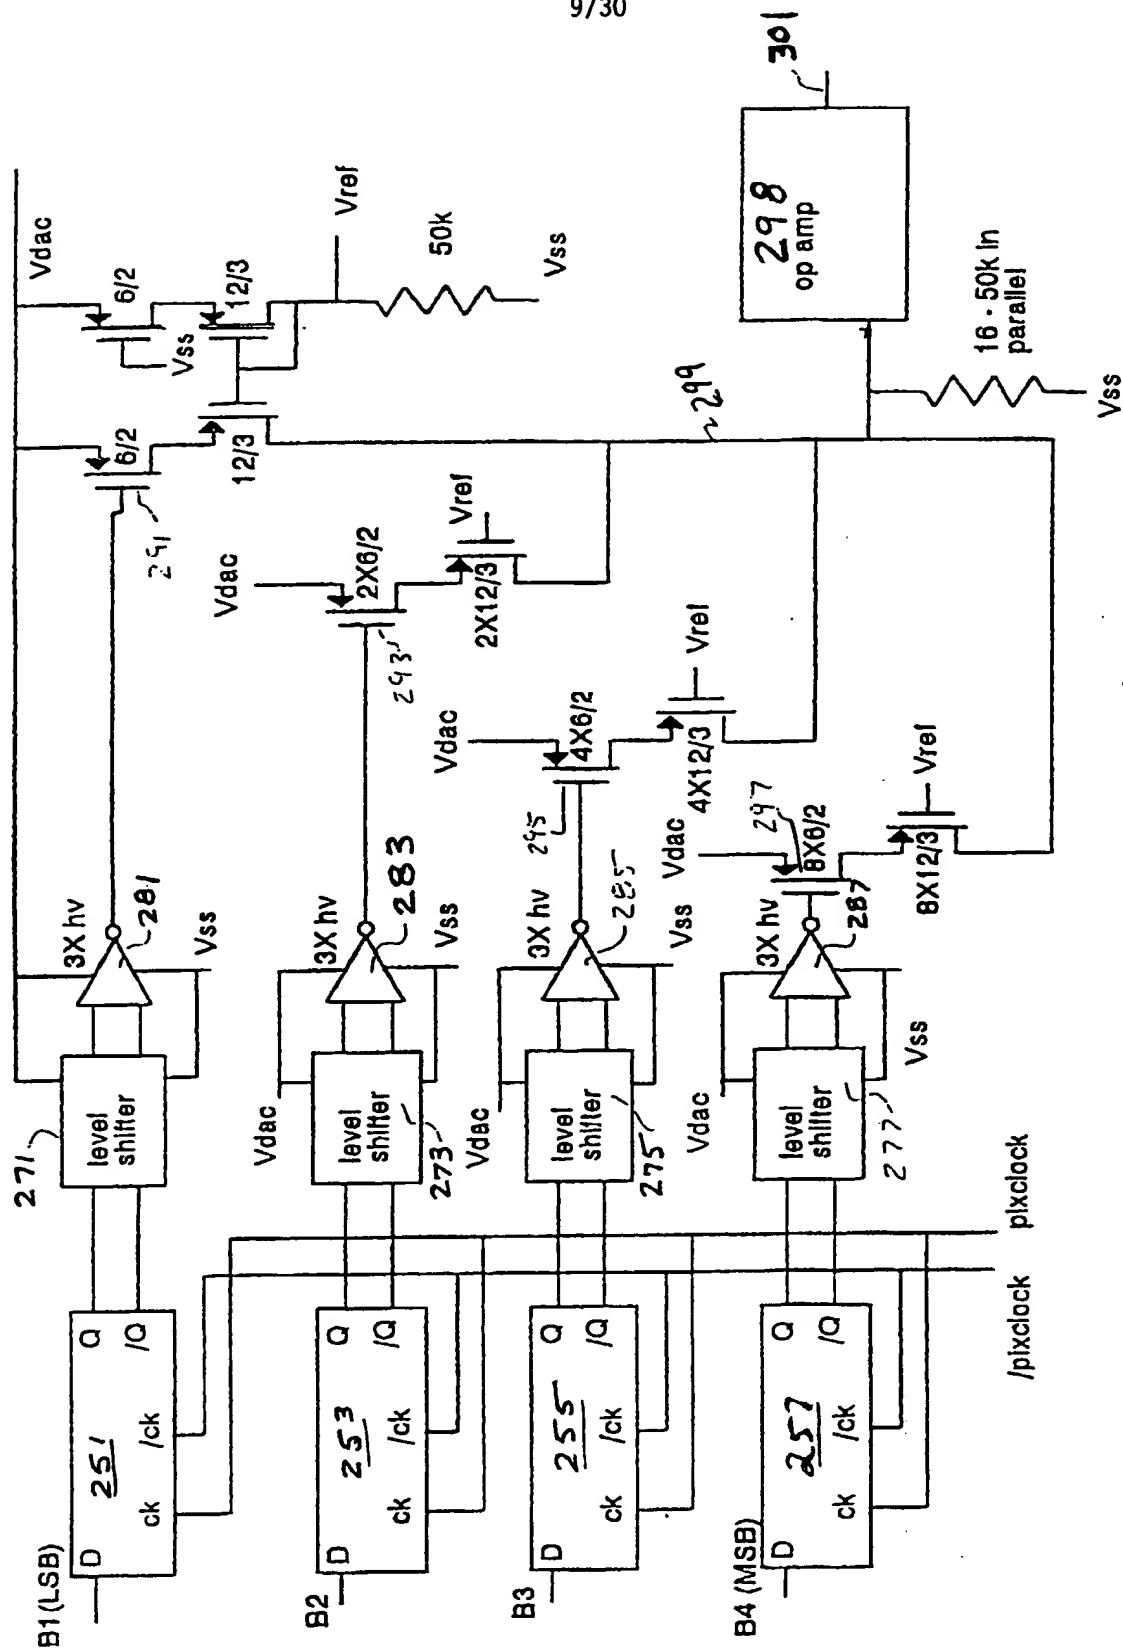 9/30
B1(LSB)
D
251
ck
/ck
Q
/Q
271
level
shifter
3X hv
281
Vss
291
6/2
12/3
Vdac
6/2
Vss
12/3
Vref
50k
Vss
B2
D
253
ck
/ck
Q
/Q
Vdac
level
shifter
273
3X hv
283
Vss
Vdac
293
2X6/2
2X12/3
Vref
299
B3
D
255
ck
/ck
Q
/Q
Vdac
level
shifter
275
3X hv
285
Vss
Vdac
295
4X6/2
4X12/3
Vref
B4 (MSB)
D
257
ck
/ck
Q
/Q
Vdac
level
shifter
277
3X hv
287
Vss
Vdac
297
8X6/2
8X12/3
Vref
298
op amp
301
16 - 50k in
parallel
Vss
/pixclock
pixclock